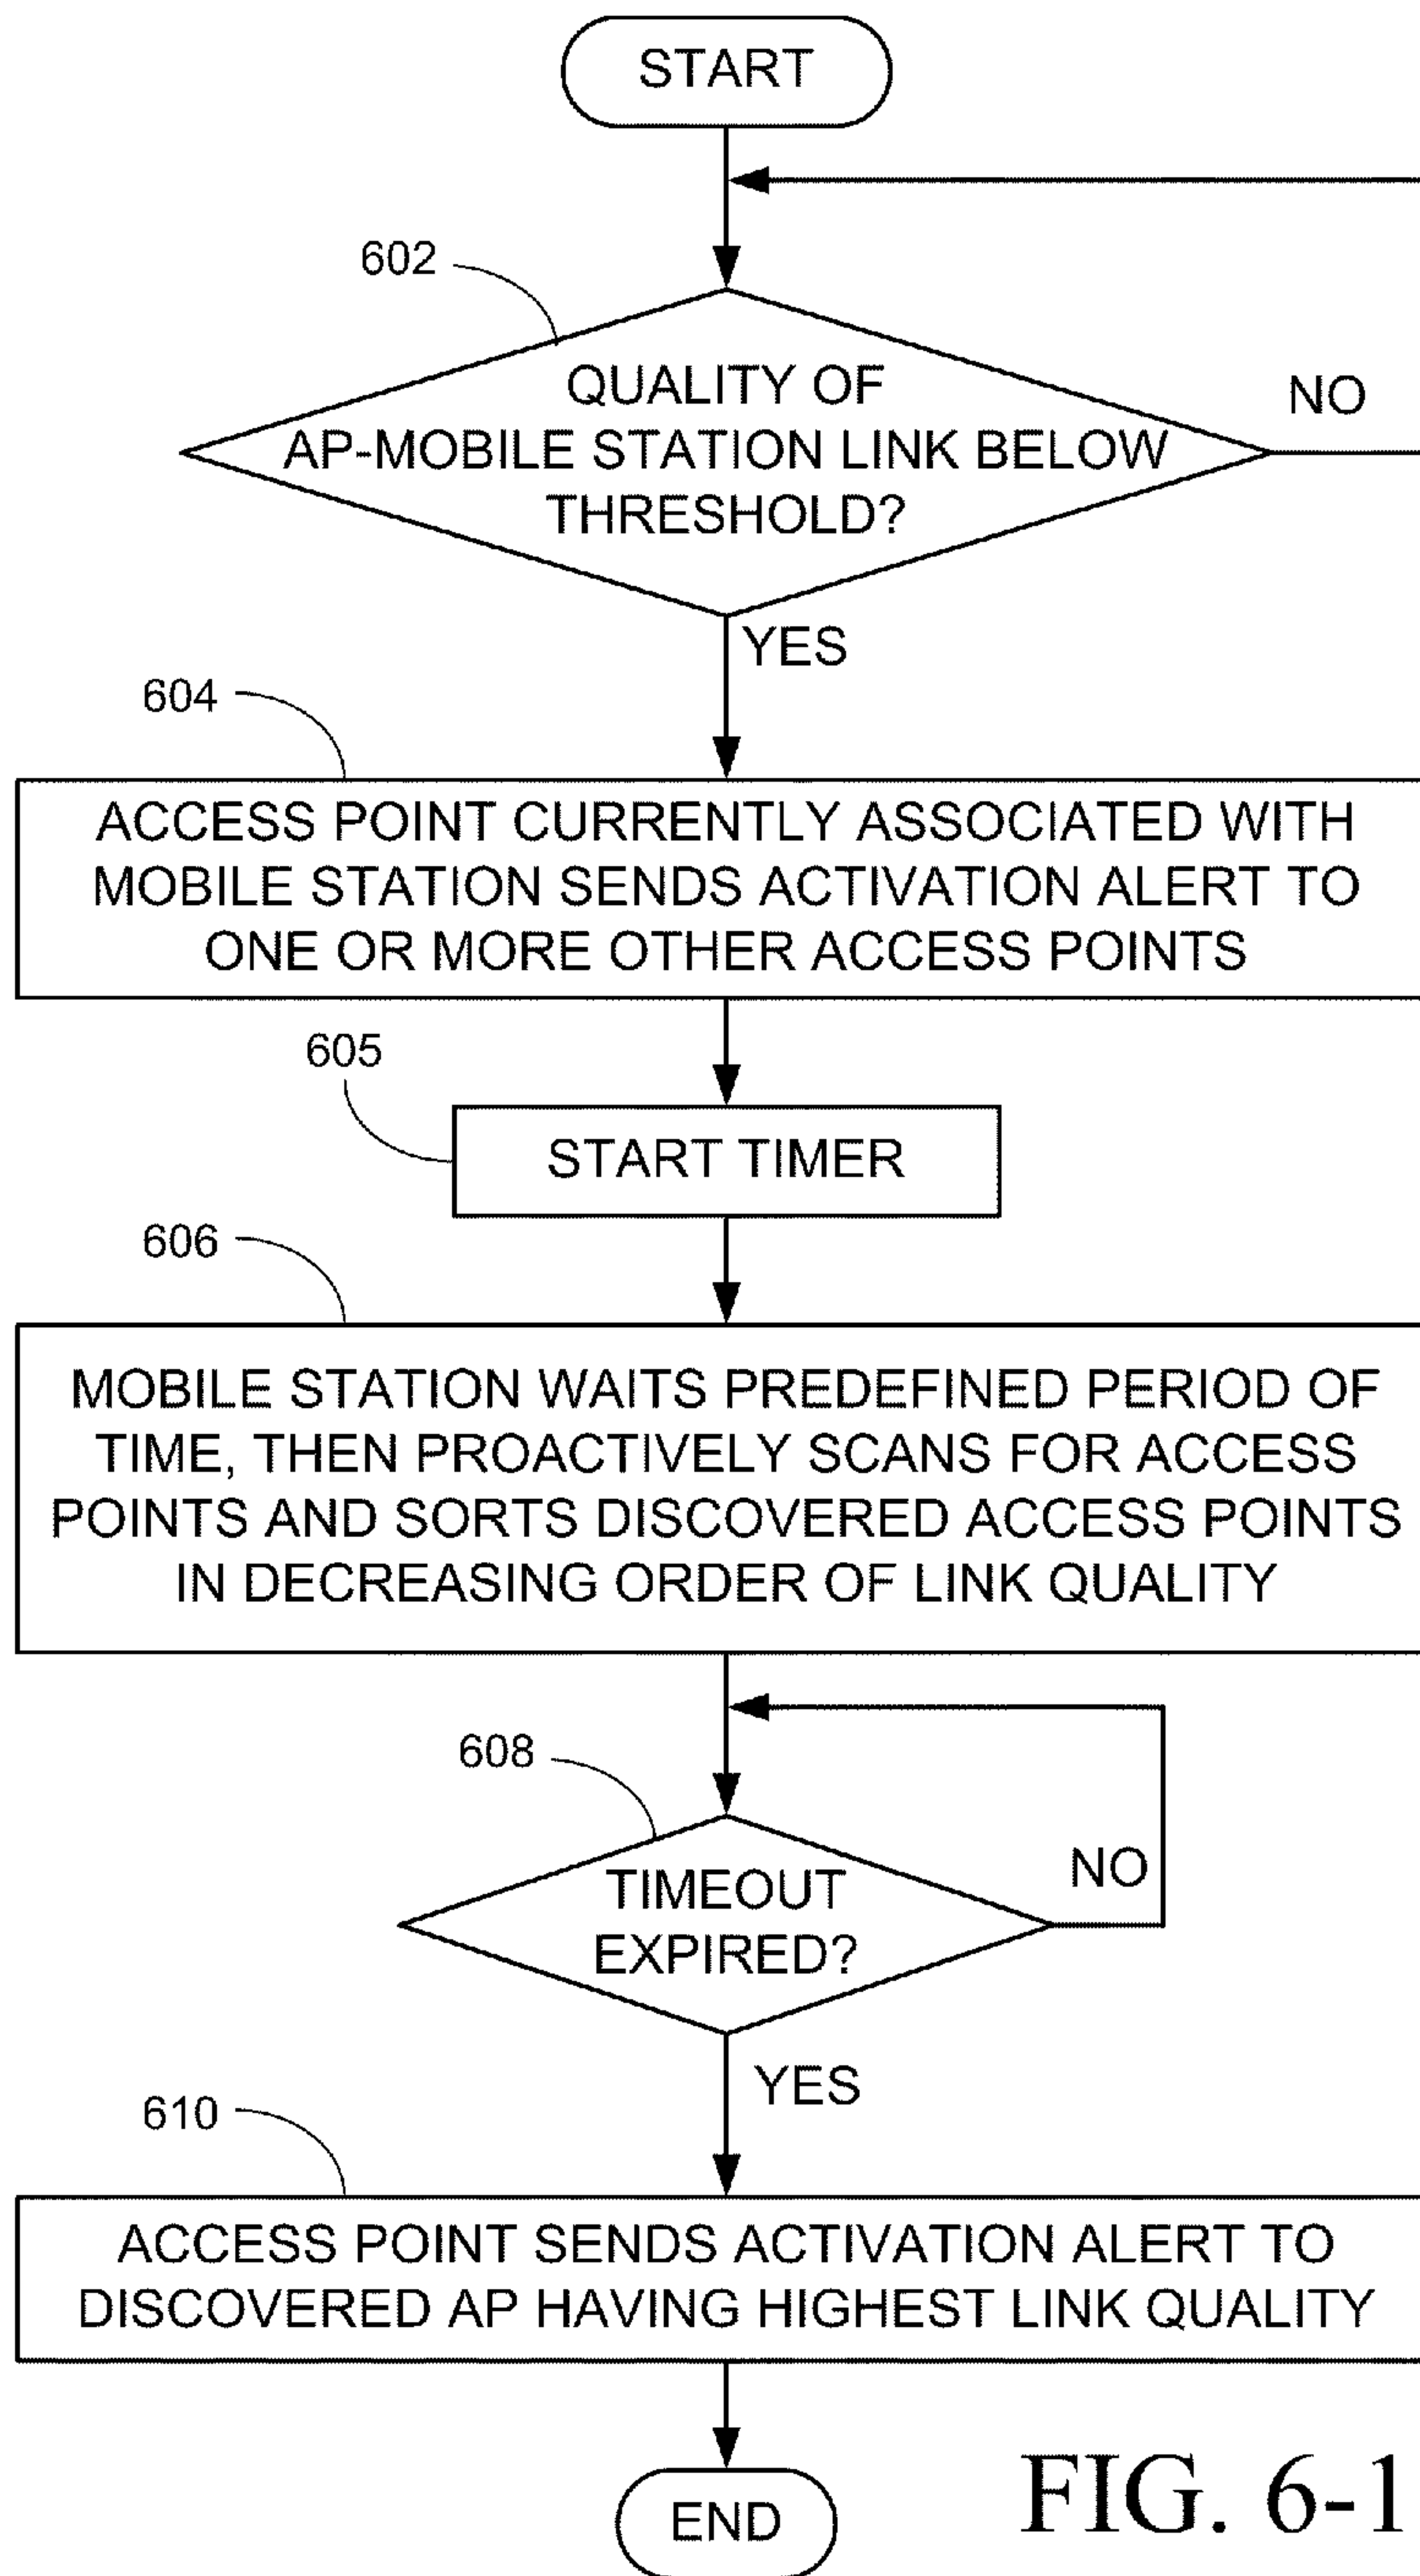 START
602
QUALITY OF
AP-MOBILE STATION LINK BELOW
THRESHOLD?
NO
YES
604
ACCESS POINT CURRENTLY ASSOCIATED WITH
MOBILE STATION SENDS ACTIVATION ALERT TO
ONE OR MORE OTHER ACCESS POINTS
605
START TIMER
606
MOBILE STATION WAITS PREDEFINED PERIOD OF
TIME, THEN PROACTIVELY SCANS FOR ACCESS
POINTS AND SORTS DISCOVERED ACCESS POINTS
IN DECREASING ORDER OF LINK QUALITY
608
TIMEOUT
EXPIRED?
NO
YES
610
ACCESS POINT SENDS ACTIVATION ALERT TO
DISCOVERED AP HAVING HIGHEST LINK QUALITY
END
FIG. 6-1